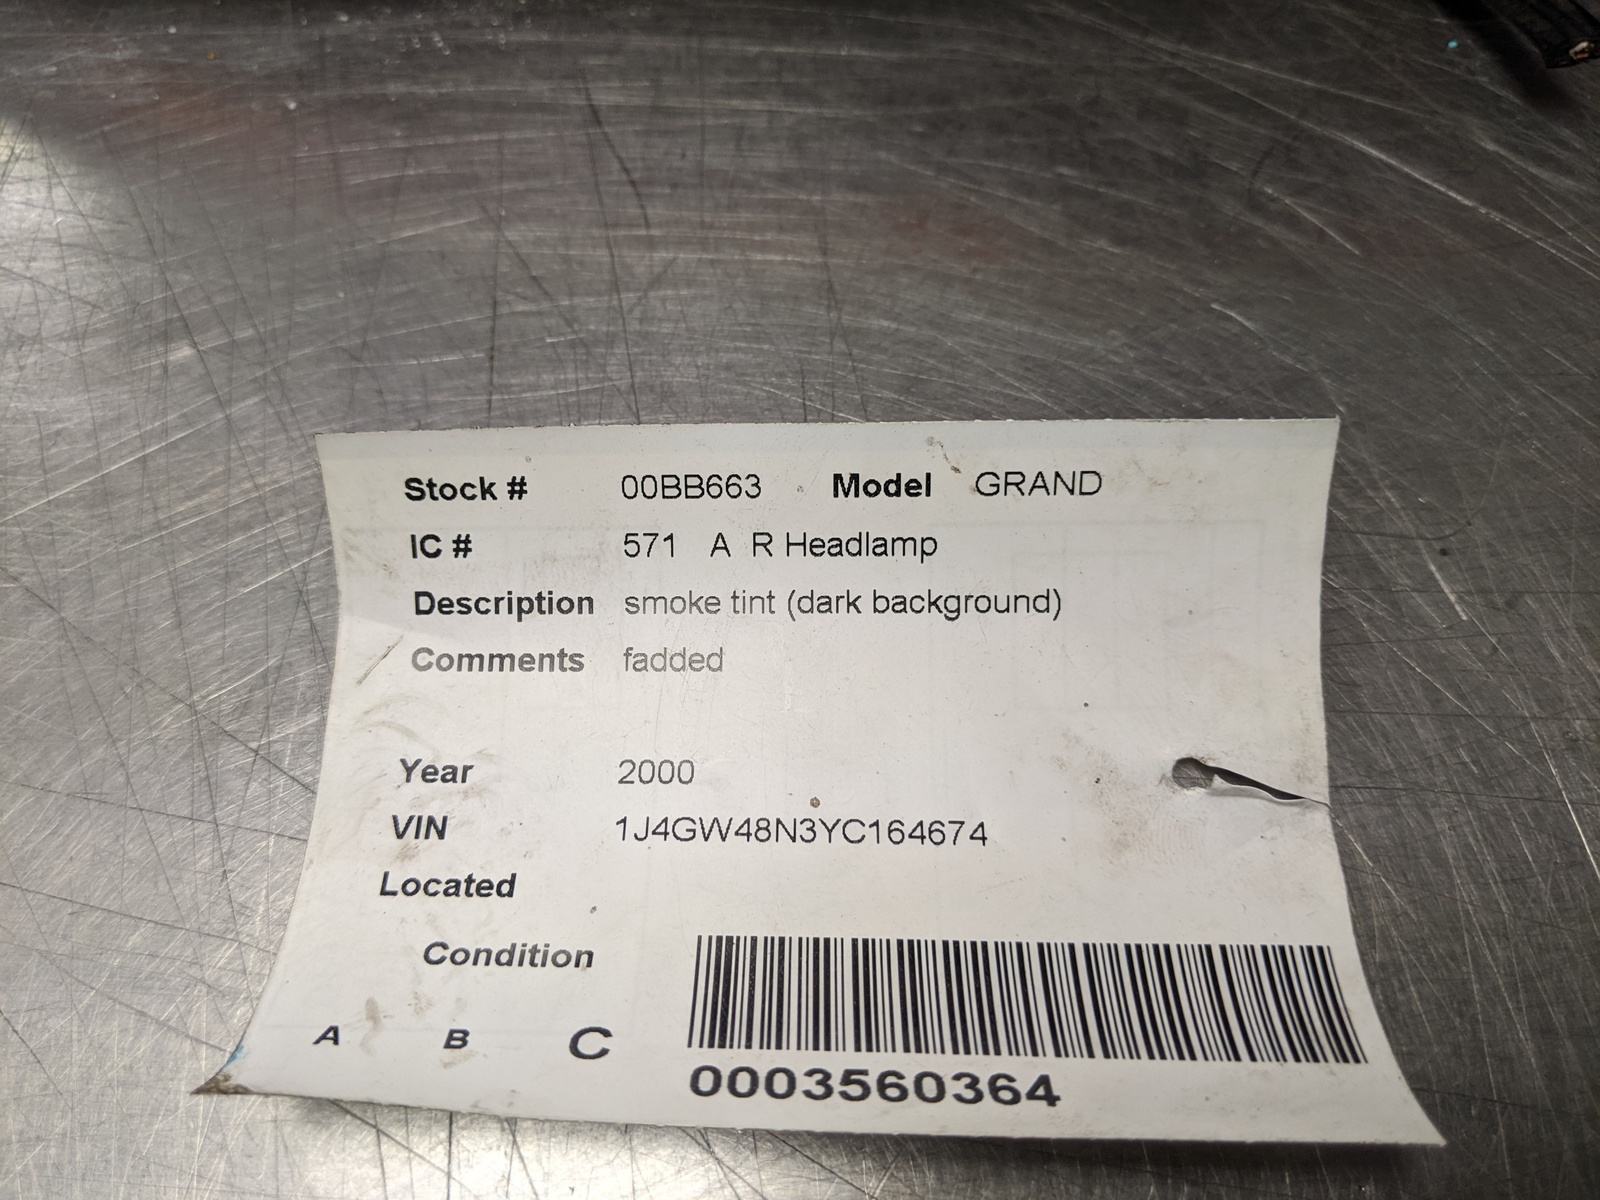 Stock # 00BB663 Model GRAND
IC # 571 A R Headlamp
Description smoke tint (dark background)
Comments fadded
Year 2000
VIN 1J4GW48N3YC164674
Located
Condition
A B C
0003560364